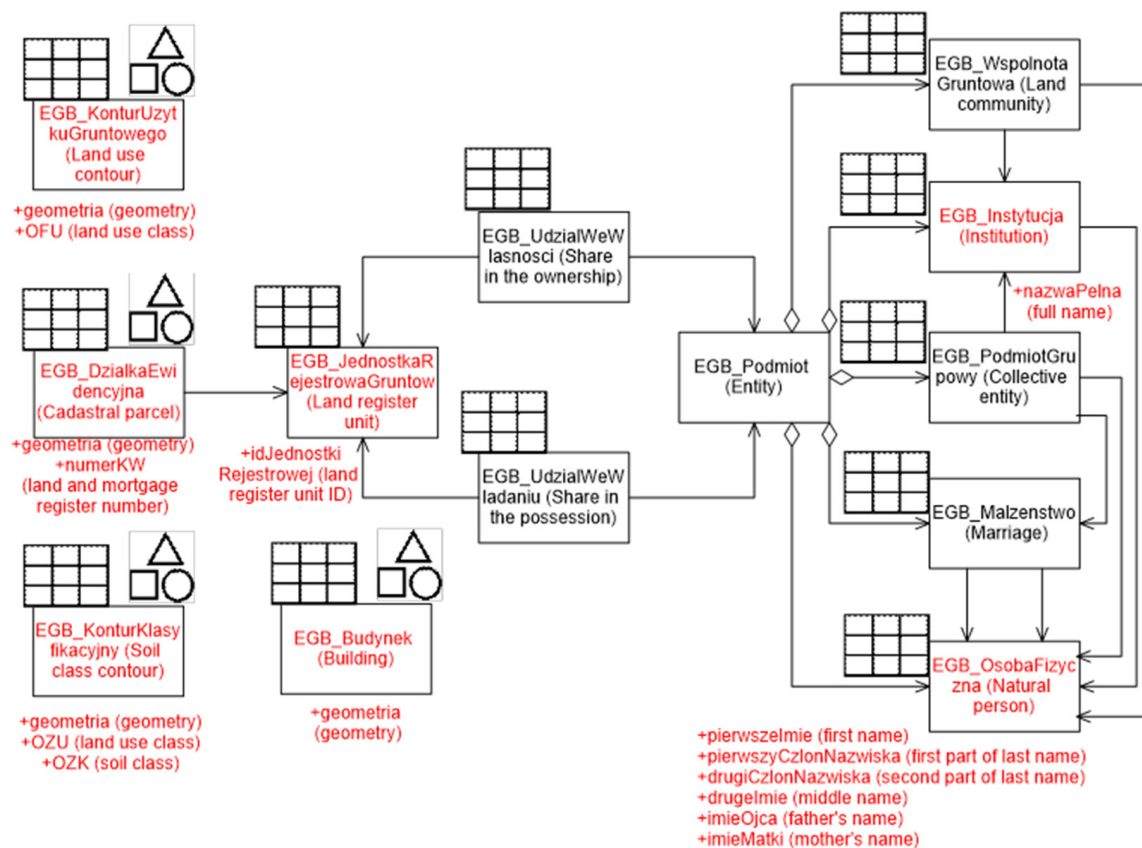 EGB_KonturUzyt
kuGruntowego
(Land use
contour)
+geometria (geometry)
+OFU (land use class)
EGB_DzialkaEwi
dencyjna
(Cadastral parcel)
+geometria (geometry)
+numerKW
(land and mortgage
register number)
EGB_KonturKlasy
fikacyjny (Soil
class contour)
+geometria (geometry)
+OZU (land use class)
+OZK (soil class)
EGB_JednostkaR
ejestrowaGruntow
(Land register
unit)
+idJednostki
Rejestrowej (land
register unit ID)
EGB_Budynek
(Building)
+geometria
(geometry)
EGB_UdzialWeW
lasnosci (Share
in the ownership)
EGB_UdzialWeW
ladaniu (Share in
the possession)
EGB_Podmiot
(Entity)
EGB_Wspolnota
Gruntowa (Land
community)
EGB_Instytucja
(Institution)
+nazwaPelna
(full name)
EGB_PodmiotGru
powy (Collective
entity)
EGB_Malzenstwo
(Marriage)
EGB_OsobaFizy
czna (Natural
person)
+pierwszeImie (first name)
+pierwszyCzlonNazwiska (first part of last name)
+drugiCzlonNazwiska (second part of last name)
+drugeImie (middle name)
+imieOjca (father's name)
+imieMatki (mother's name)